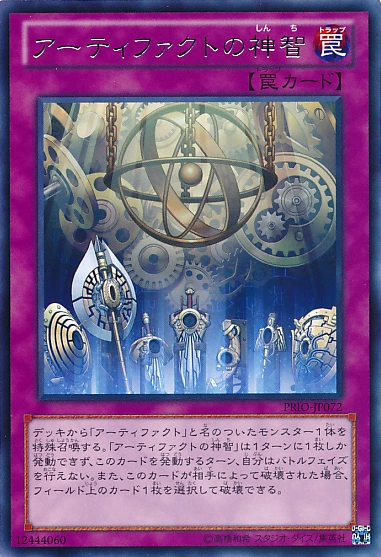 アーティファクトの神智
しんち
罠
トラップ
【罠カード】
PRIO-JP072
デッキから「アーティファクト」と名のついたモンスター1体を
特殊召喚する。「アーティファクトの神智」は1ターンに1枚しか
発動できず、このカードを発動するターン、自分はバトルフェイズ
を行えない。また、このカードが相手によって破壊された場合、
フィールド上のカード1枚を選択して破壊できる。
12444060
©高橋和希 スタジオ・ダイス/集英社